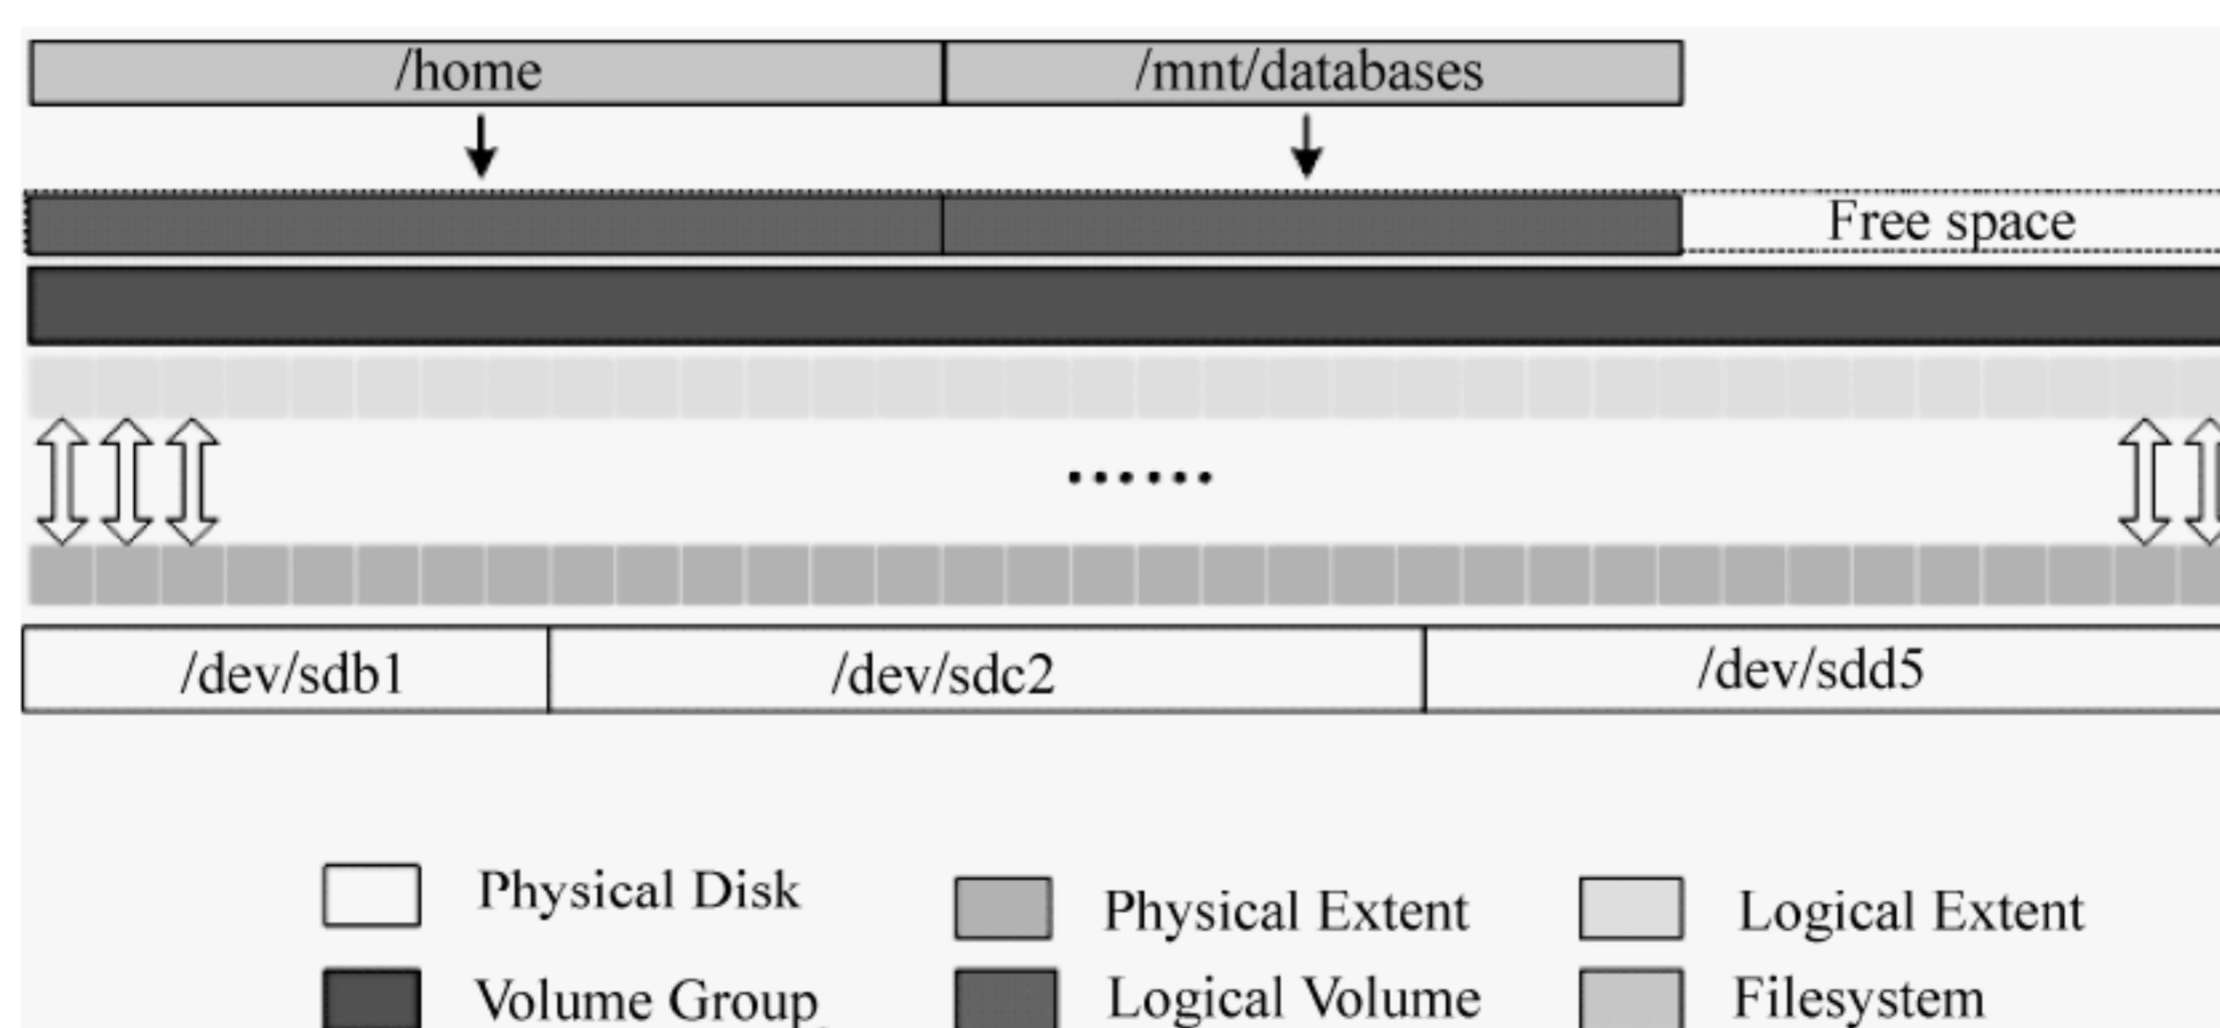 /home /mnt/databases
Free space
......
/dev/sdb1 /dev/sdc2 /dev/sdd5
Physical Disk Physical Extent Logical Extent
Volume Group Logical Volume Filesystem